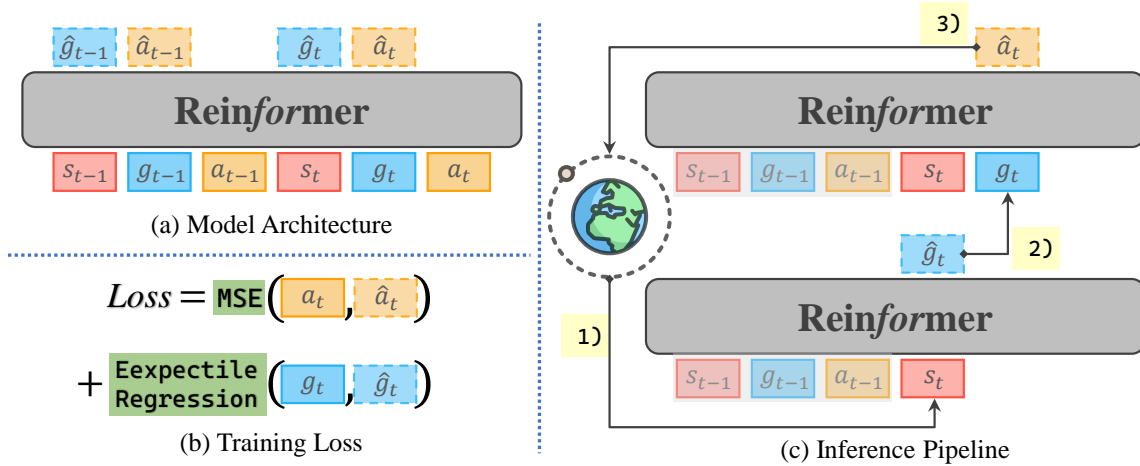 ĝ_{t−1} â_{t−1} ĝ_t â_t
Reinformer
s_{t−1} g_{t−1} a_{t−1} s_t g_t a_t
(a) Model Architecture
Loss = MSE(a_t, â_t)
+ Eexpectile
Regression(g_t, ĝ_t)
(b) Training Loss
3) â_t
Reinformer
s_{t−1} g_{t−1} a_{t−1} s_t g_t
ĝ_t 2)
1)
Reinformer
s_{t−1} g_{t−1} a_{t−1} s_t
(c) Inference Pipeline